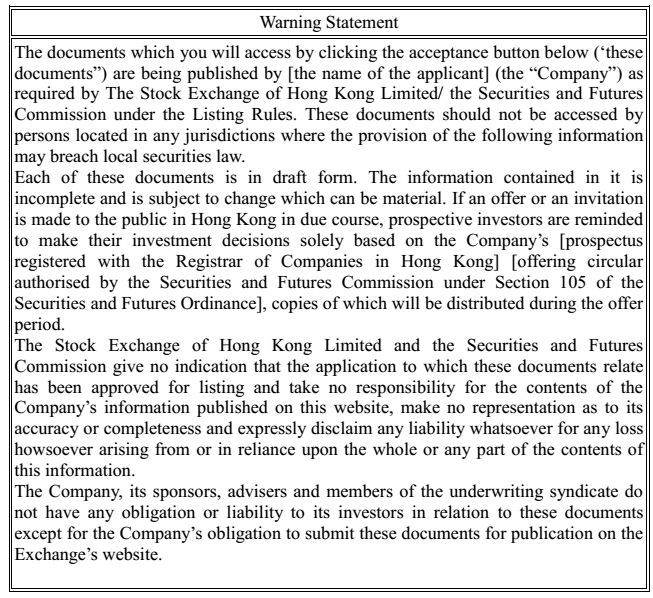 Warning Statement
The documents which you will access by clicking the acceptance button below (‘these
documents”) are being published by [the name of the applicant] (the “Company”) as
required by The Stock Exchange of Hong Kong Limited/ the Securities and Futures
Commission under the Listing Rules. These documents should not be accessed by
persons located in any jurisdictions where the provision of the following information
may breach local securities law.
Each of these documents is in draft form. The information contained in it is
incomplete and is subject to change which can be material. If an offer or an invitation
is made to the public in Hong Kong in due course, prospective investors are reminded
to make their investment decisions solely based on the Company’s [prospectus
registered with the Registrar of Companies in Hong Kong] [offering circular
authorised by the Securities and Futures Commission under Section 105 of the
Securities and Futures Ordinance], copies of which will be distributed during the offer
period.
The Stock Exchange of Hong Kong Limited and the Securities and Futures
Commission give no indication that the application to which these documents relate
has been approved for listing and take no responsibility for the contents of the
Company’s information published on this website, make no representation as to its
accuracy or completeness and expressly disclaim any liability whatsoever for any loss
howsoever arising from or in reliance upon the whole or any part of the contents of
this information.
The Company, its sponsors, advisers and members of the underwriting syndicate do
not have any obligation or liability to its investors in relation to these documents
except for the Company’s obligation to submit these documents for publication on the
Exchange’s website.